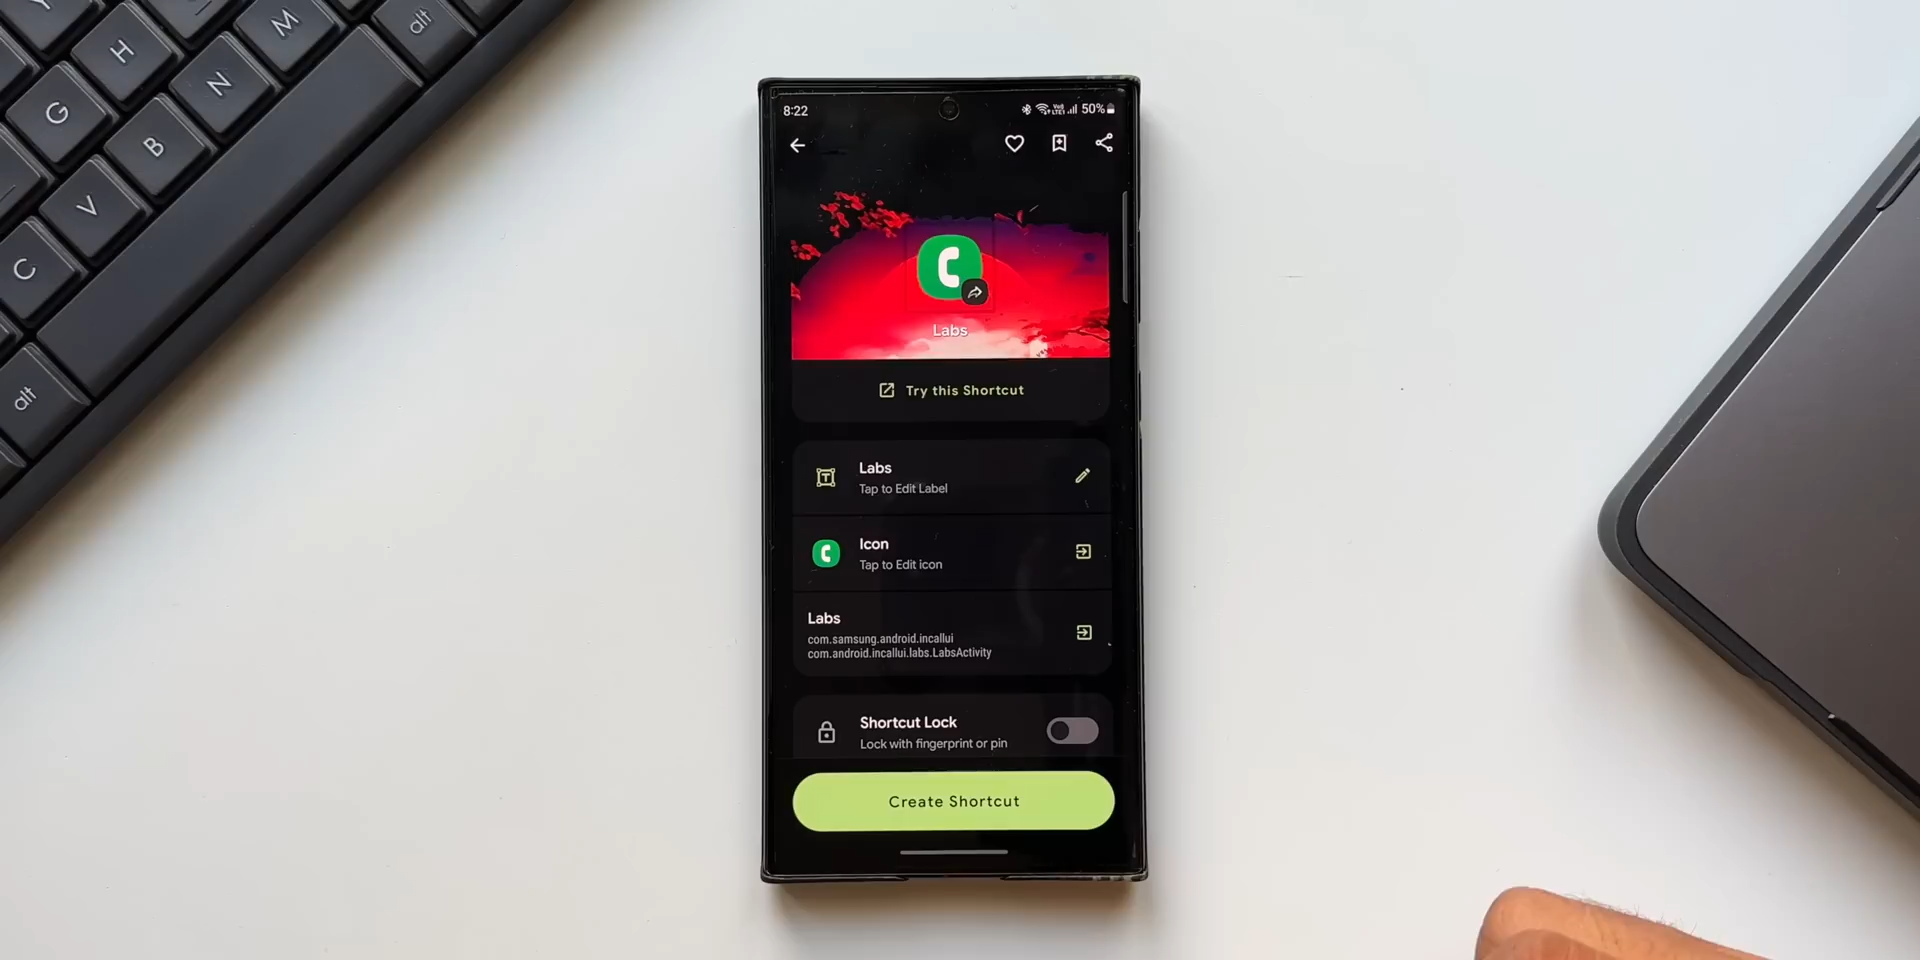 H
M
alt
G
N
B
V
C
alt
8:22
50%
Labs
Try this Shortcut
Labs
Tap to Edit Label
Icon
Tap to Edit icon
Labs
com.samsung.android.incallui
com.android.incallui.labs.LabsActivity
Shortcut Lock
Lock with fingerprint or pin
Create Shortcut